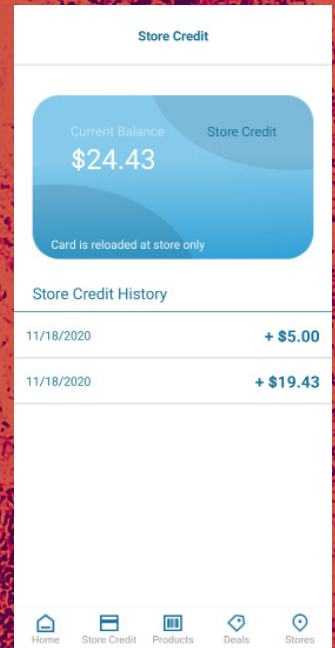 Store Credit
Current Balance Store Credit
$24.43
Card is reloaded at store only
Store Credit History
11/18/2020 + $5.00
11/18/2020 + $19.43
Home Store Credit Products Deals Stores